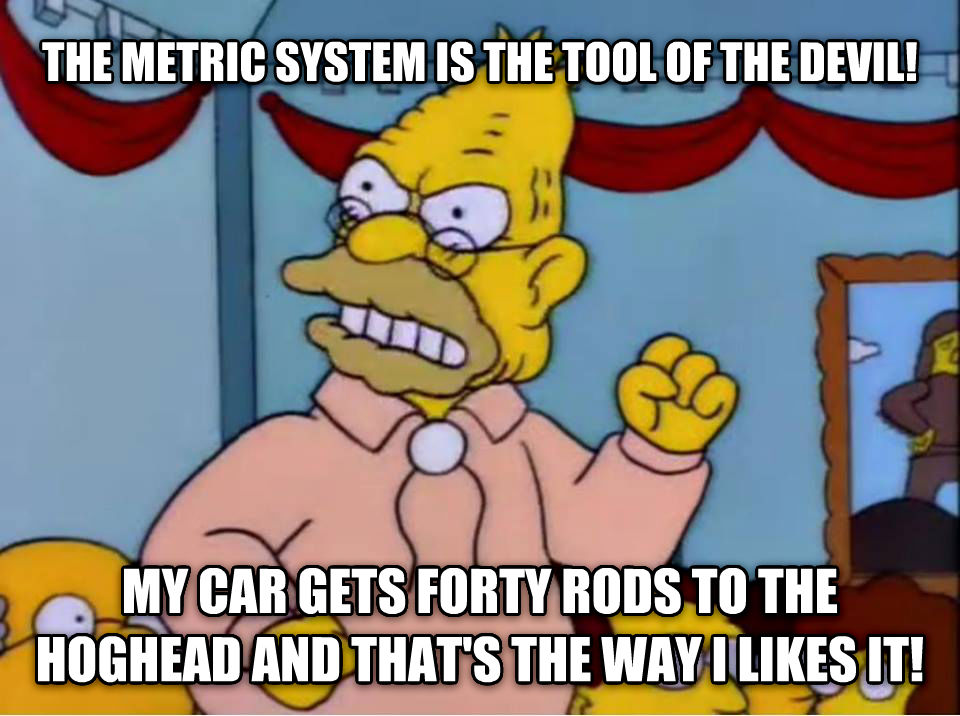 THE METRIC SYSTEM IS THE TOOL OF THE DEVIL!
MY CAR GETS FORTY RODS TO THE
HOGHEAD AND THAT'S THE WAY I LIKES IT!